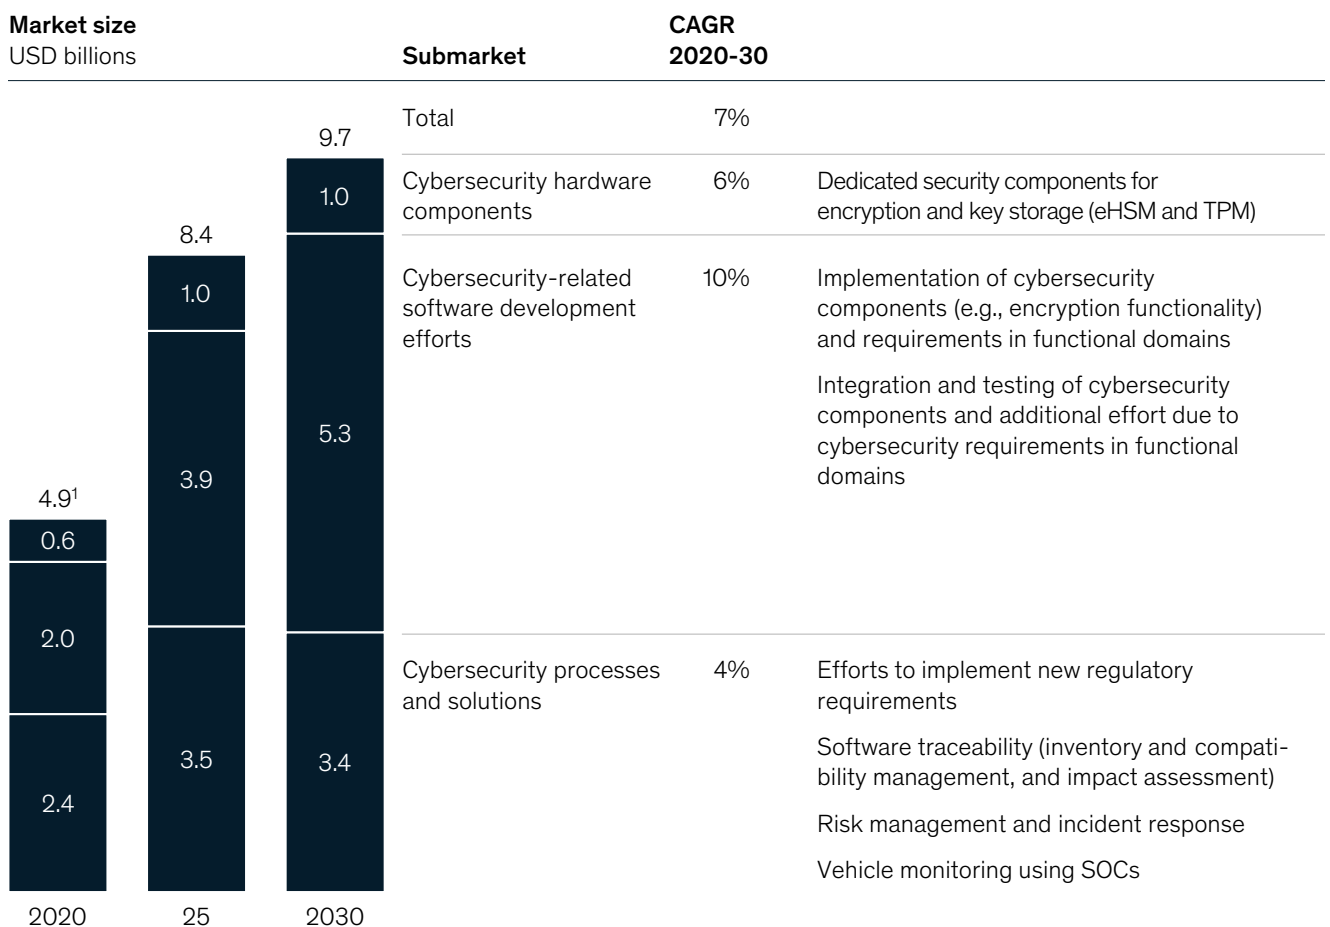 Market size
USD billions
Submarket
CAGR
2020-30
Total
7%
Cybersecurity hardware
components
6%
Dedicated security components for
encryption and key storage (eHSM and TPM)
Cybersecurity-related
software development
efforts
10%
Implementation of cybersecurity
components (e.g., encryption functionality)
and requirements in functional domains
Integration and testing of cybersecurity
components and additional effort due to
cybersecurity requirements in functional
domains
Cybersecurity processes
and solutions
4%
Efforts to implement new regulatory
requirements
Software traceability (inventory and compati-
bility management, and impact assessment)
Risk management and incident response
Vehicle monitoring using SOCs
4.9¹
0.6
2.0
2.4
2020
8.4
1.0
3.9
3.5
25
9.7
1.0
5.3
3.4
2030